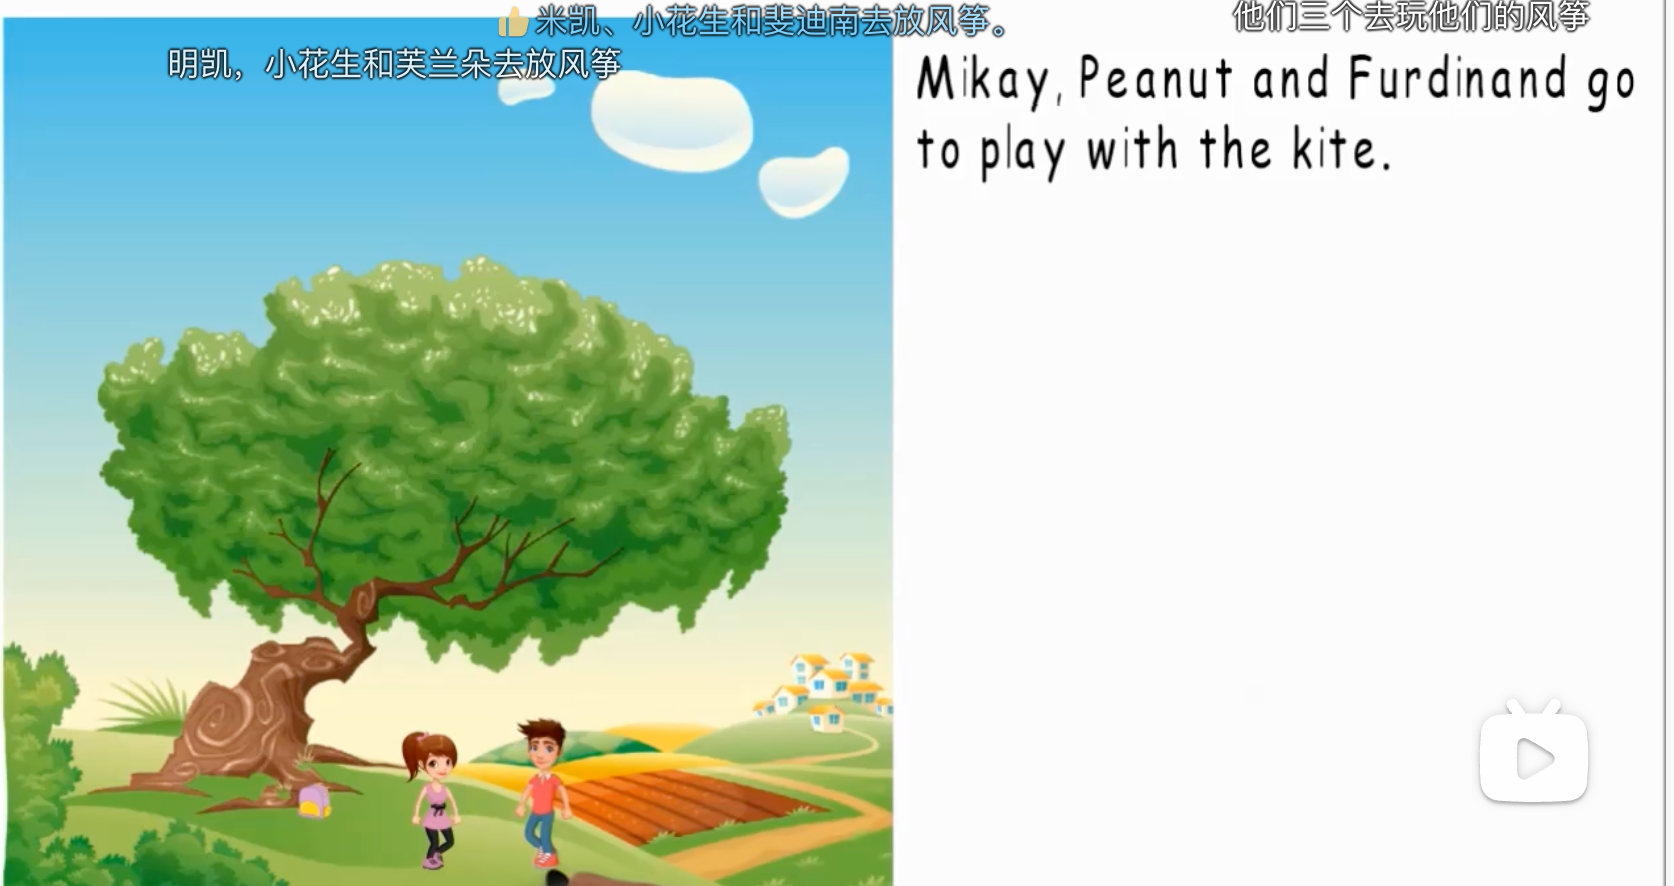 米凯、小花生和斐迪南去放风筝。
他们三个去玩他们的风筝
明凯，小花生和芙兰朵去放风筝
Mikay, Peanut and Furdinand go
to play with the kite.